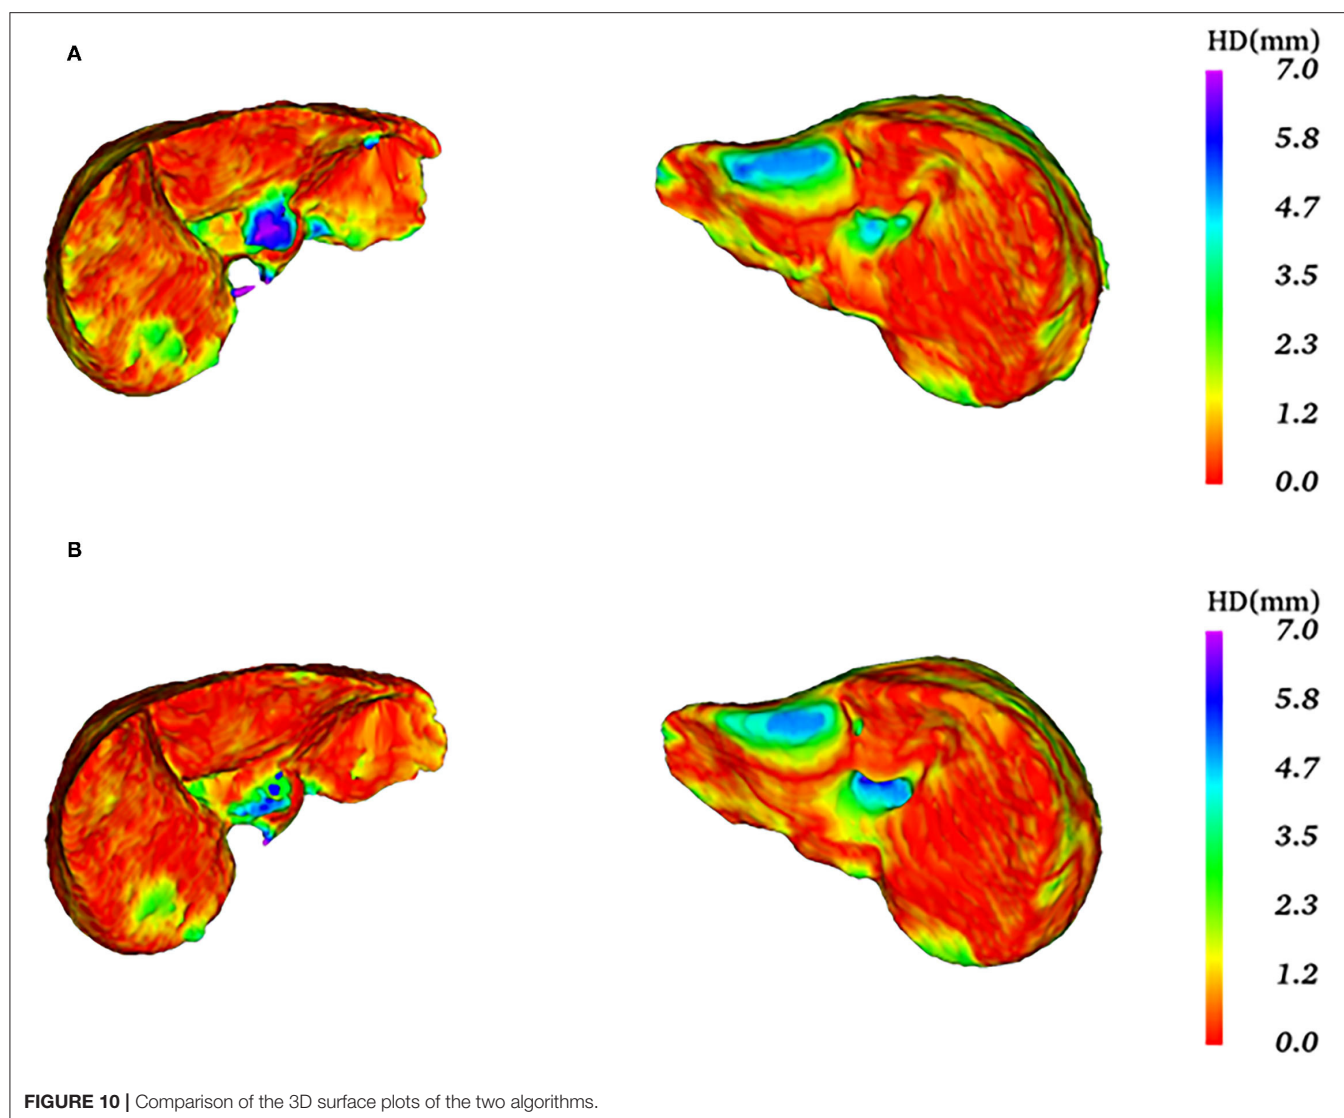 A
HD(mm)
7.0
5.8
4.7
3.5
2.3
1.2
0.0
B
HD(mm)
7.0
5.8
4.7
3.5
2.3
1.2
0.0
FIGURE 10 | Comparison of the 3D surface plots of the two algorithms.